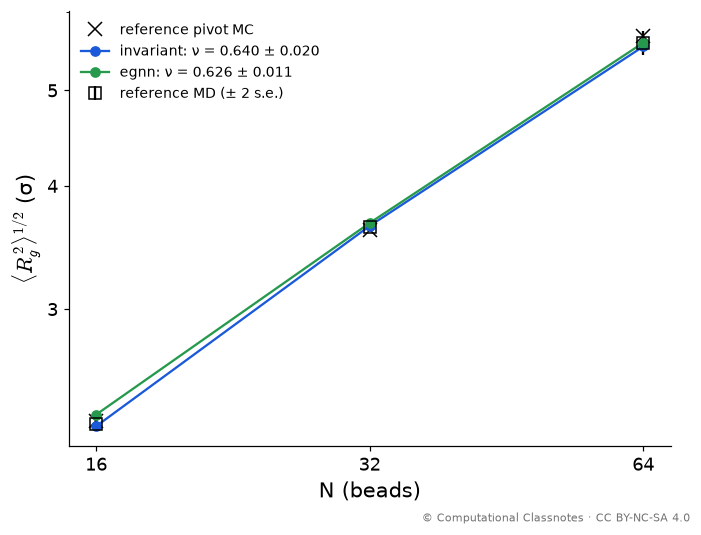 reference pivot MC
invariant: ν = 0.640 ± 0.020
egnn: ν = 0.626 ± 0.011
reference MD (± 2 s.e.)
5
4
3
⟨R_g^2⟩^{1/2} (σ)
16
32
64
N (beads)
© Computational Classnotes · CC BY-NC-SA 4.0